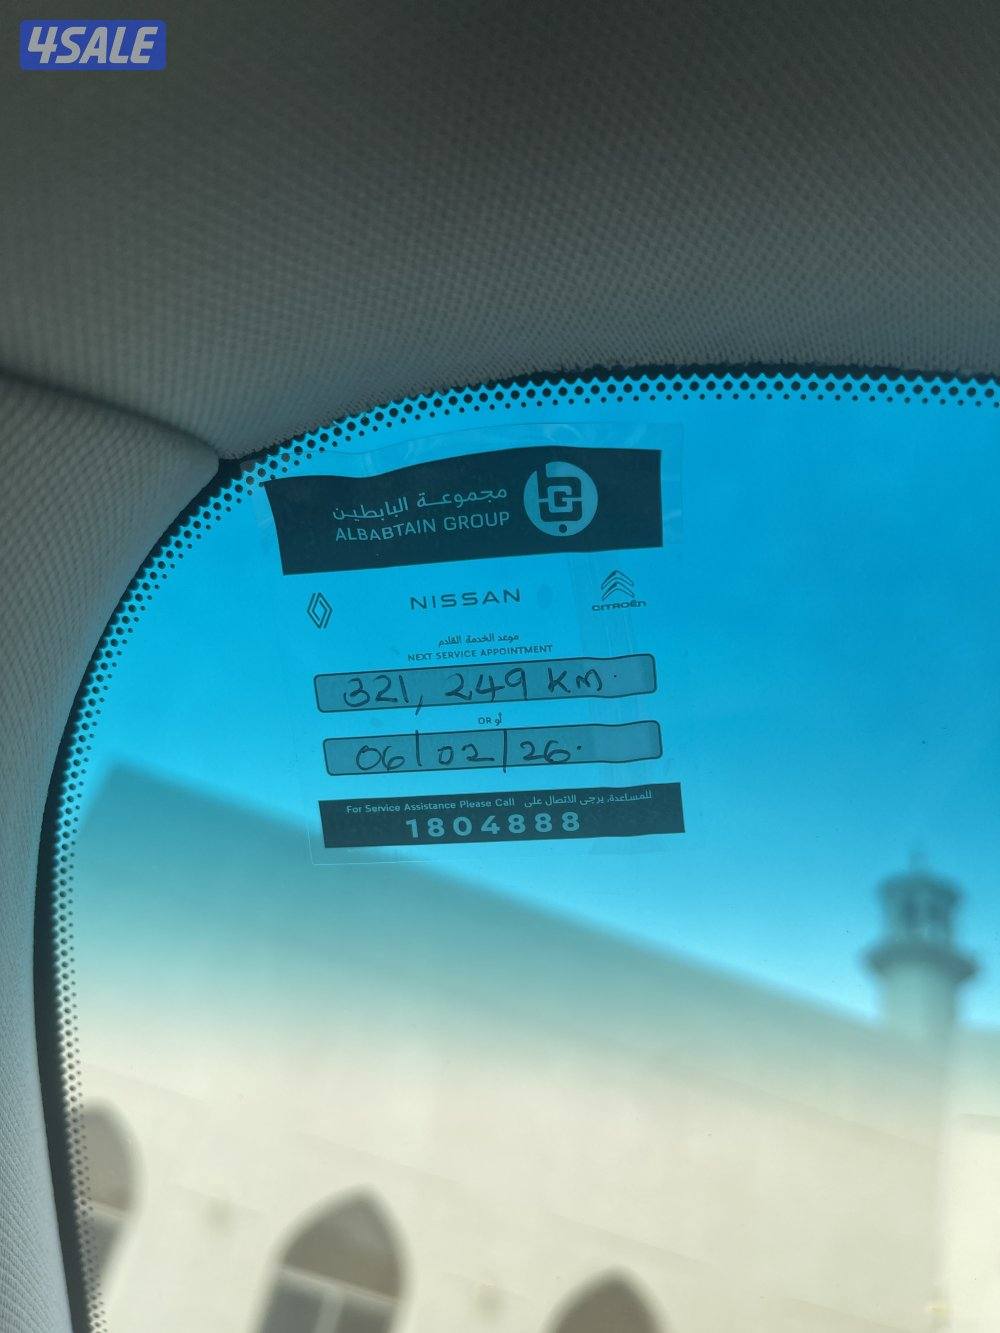 4SALE
مجموعة البابطين
ALBABTAIN GROUP
NISSAN
CITROËN
موعد الخدمة القادم
NEXT SERVICE APPOINTMENT
321, 249 KM.
OR أو
06/02/26.
For Service Assistance Please Call للمساعدة، يرجى الاتصال على
1804888